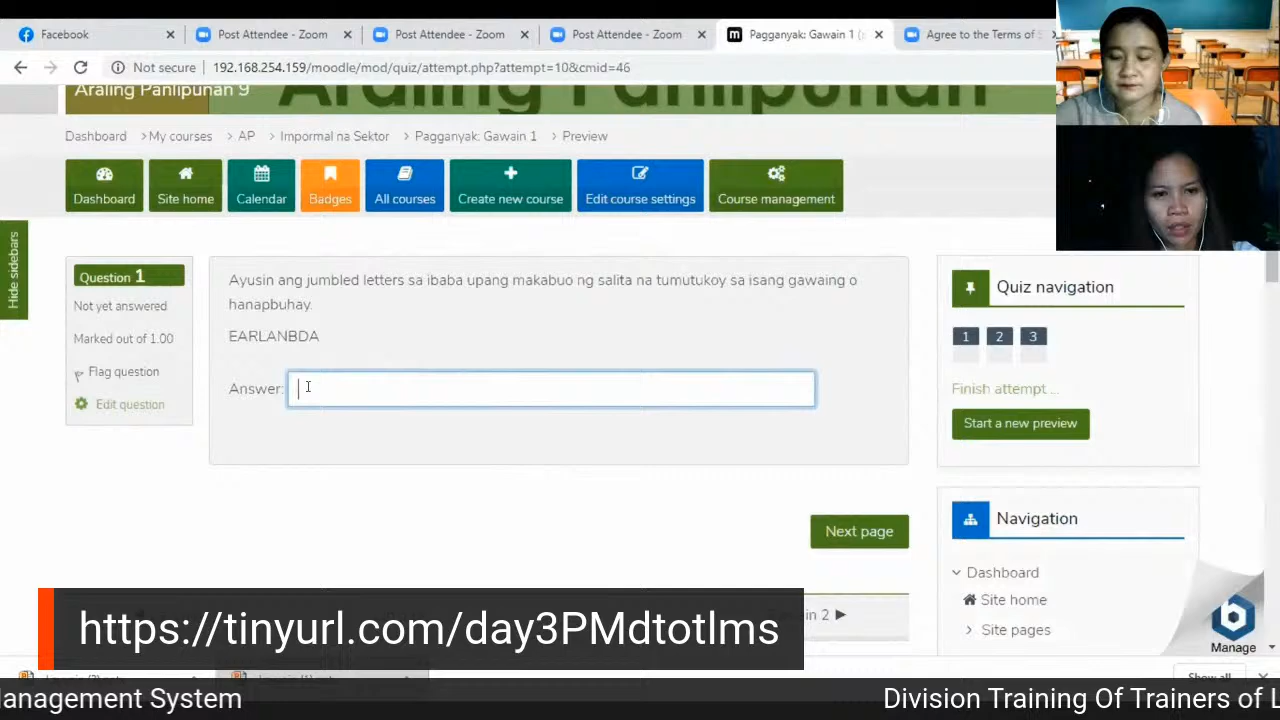 Facebook
Post Attendee - Zoom
Post Attendee - Zoom
Post Attendee - Zoom
Pagganyak: Gawain 1 (
Agree to the Terms of
Not secure
192.168.254.159/moodle/mod/quiz/attempt.php?attempt=10&cmid=46
Araling Panlipunan 9
Araling Panlipunan
Dashboard > My courses > AP > Impormal na Sektor > Pagganyak: Gawain 1 > Preview
Dashboard
Site home
Calendar
Badges
All courses
Create new course
Edit course settings
Course management
Hide sidebars
Question 1
Not yet answered
Marked out of 1.00
Flag question
Edit question
Ayusin ang jumbled letters sa ibaba upang makabuo ng salita na tumutukoy sa isang gawaing o
hanapbuhay.
EARLANBDA
Answer:
Next page
Quiz navigation
1 2 3
Finish attempt ...
Start a new preview
Navigation
Dashboard
Site home
Site pages
Manage
2 ▶
https://tinyurl.com/day3PMdtotlms
Show all
anagement System
Division Training Of Trainers of L